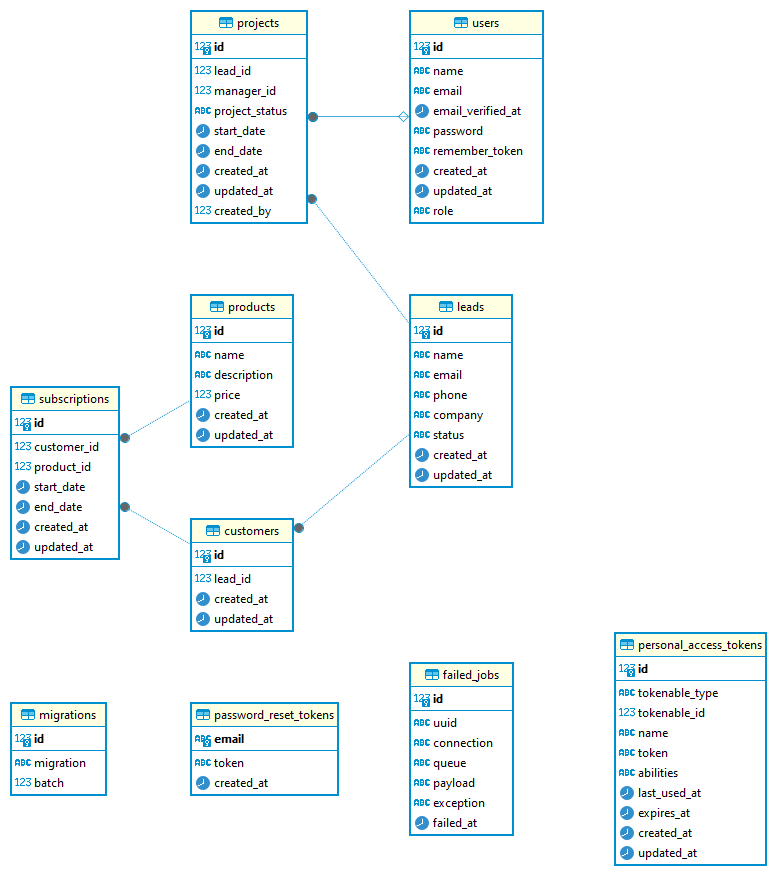 projects
123 id
123 lead_id
123 manager_id
ABC project_status
start_date
end_date
created_at
updated_at
123 created_by
users
123 id
ABC name
ABC email
email_verified_at
ABC password
ABC remember_token
created_at
updated_at
ABC role
products
123 id
ABC name
ABC description
123 price
created_at
updated_at
leads
123 id
ABC name
ABC email
ABC phone
ABC company
ABC status
created_at
updated_at
subscriptions
123 id
123 customer_id
123 product_id
start_date
end_date
created_at
updated_at
customers
123 id
123 lead_id
created_at
updated_at
personal_access_tokens
123 id
ABC tokenable_type
123 tokenable_id
ABC name
ABC token
ABC abilities
last_used_at
expires_at
created_at
updated_at
failed_jobs
123 id
ABC uuid
ABC connection
ABC queue
ABC payload
ABC exception
failed_at
migrations
123 id
ABC migration
123 batch
password_reset_tokens
ABC email
ABC token
created_at